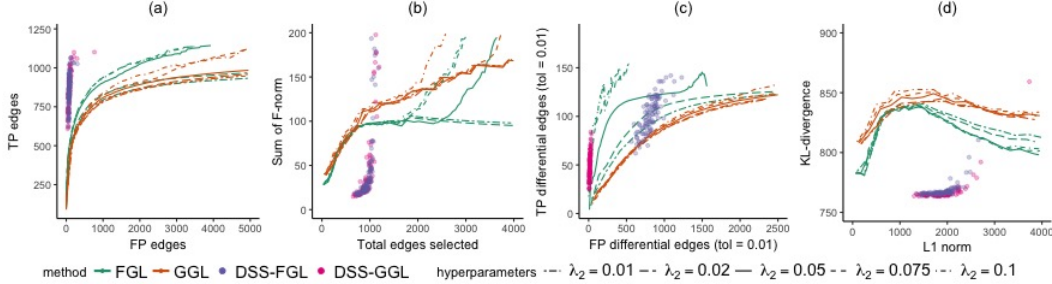 (a)
TP edges
1250
1000
750
500
250
0 1000 2000 3000 4000 5000
FP edges
(b)
Sum of F-norm
200
150
100
50
0
0 1000 2000 3000 4000
Total edges selected
(c)
TP differential edges (tol = 0.01)
200
150
100
50
0
0 500 1000 1500 2000 2500
FP differential edges (tol = 0.01)
(d)
KL-divergence
900
850
800
750
0 1000 2000 3000 4000
L1 norm
method FGL GGL DSS-FGL DSS-GGL hyperparameters λ₂ = 0.01 λ₂ = 0.02 λ₂ = 0.05 λ₂ = 0.075 λ₂ = 0.1